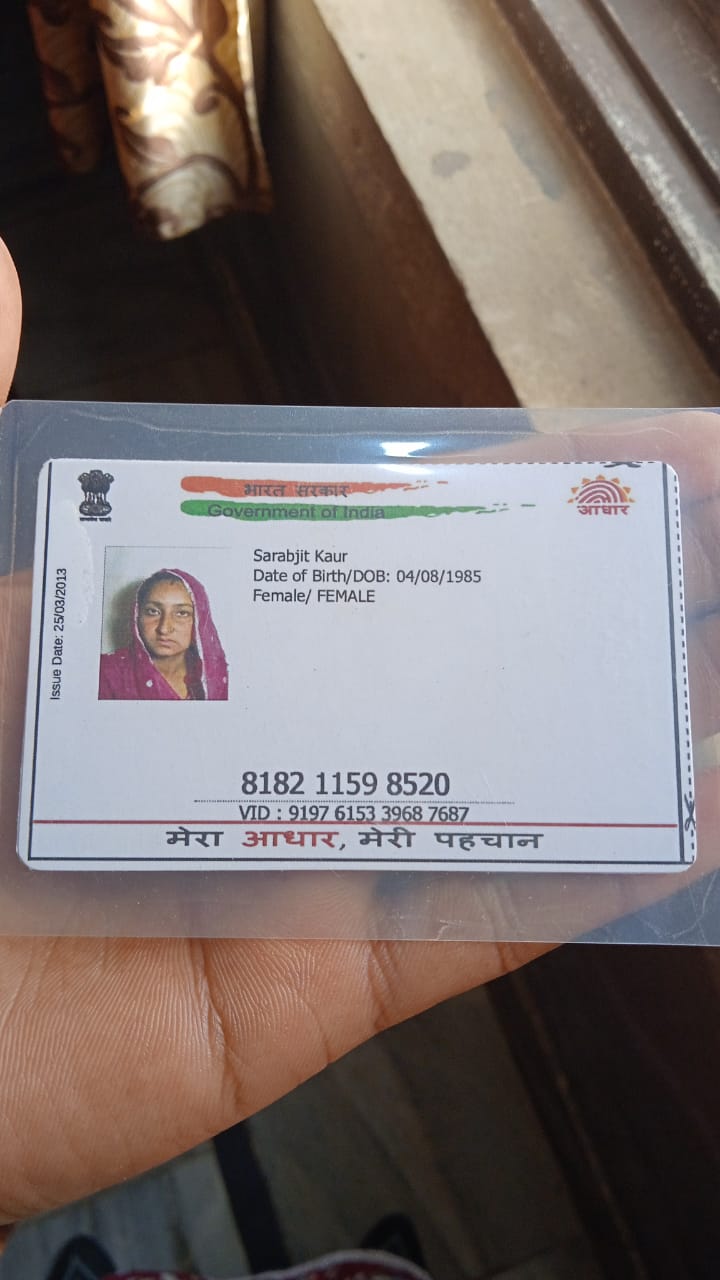 भारत सरकार
Government of India
आधार
Issue Date: 25/03/2013
Sarabjit Kaur
Date of Birth/DOB: 04/08/1985
Female/ FEMALE
8182 1159 8520
VID : 9197 6153 3968 7687
मेरा आधार, मेरी पहचान